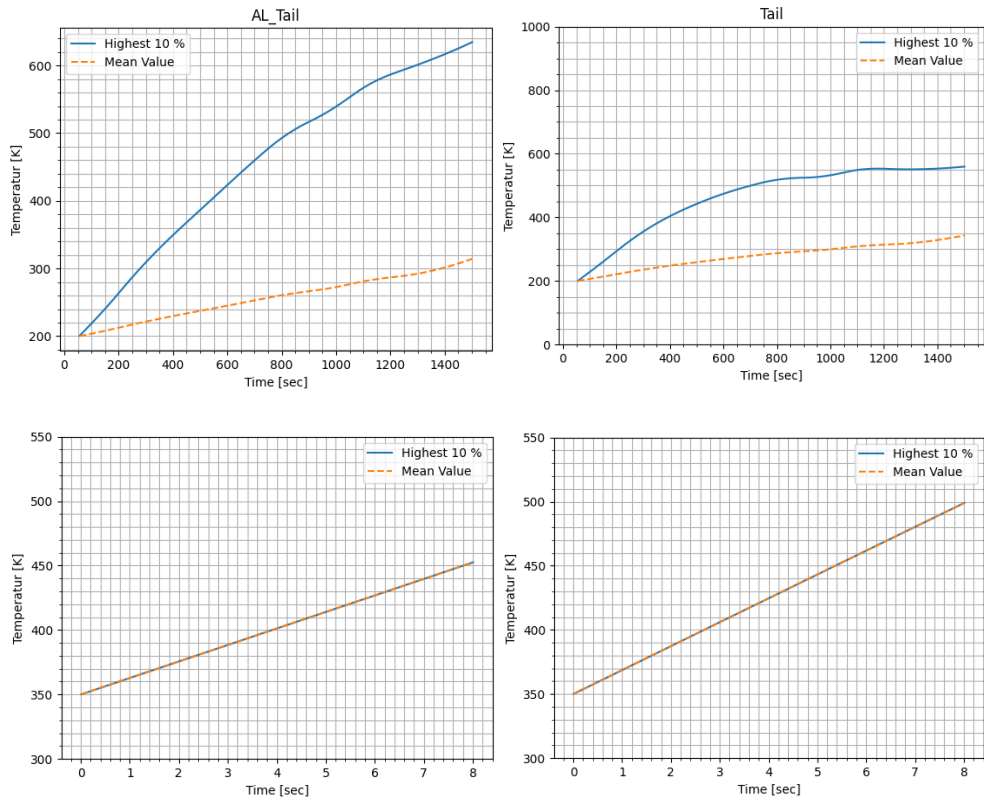 AL_Tail
Highest 10 %
Mean Value
600
500
400
300
200
Temperatur [K]
0 200 400 600 800 1000 1200 1400
Time [sec]
Tail
Highest 10 %
Mean Value
1000
800
600
400
200
0
Temperatur [K]
0 200 400 600 800 1000 1200 1400
Time [sec]
Highest 10 %
Mean Value
550
500
450
400
350
300
Temperatur [K]
0 1 2 3 4 5 6 7 8
Time [sec]
Highest 10 %
Mean Value
550
500
450
400
350
300
Temperatur [K]
0 1 2 3 4 5 6 7 8
Time [sec]